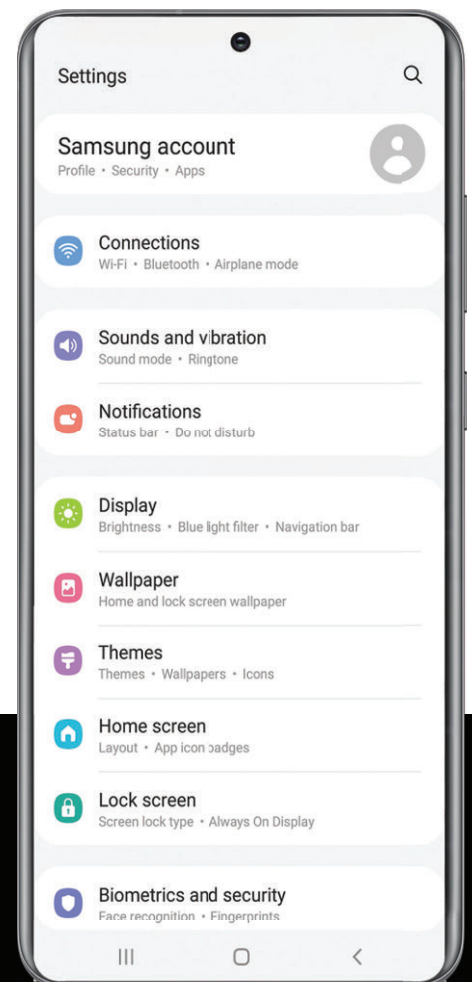 Settings
Samsung account
Profile • Security • Apps
Connections
Wi-Fi • Bluetooth • Airplane mode
Sounds and vibration
Sound mode • Ringtone
Notifications
Status bar • Do not disturb
Display
Brightness • Blue light filter • Navigation bar
Wallpaper
Home and lock screen wallpaper
Themes
Themes • Wallpapers • Icons
Home screen
Layout • App icon badges
Lock screen
Screen lock type • Always On Display
Biometrics and security
Face recognition • Fingerprints